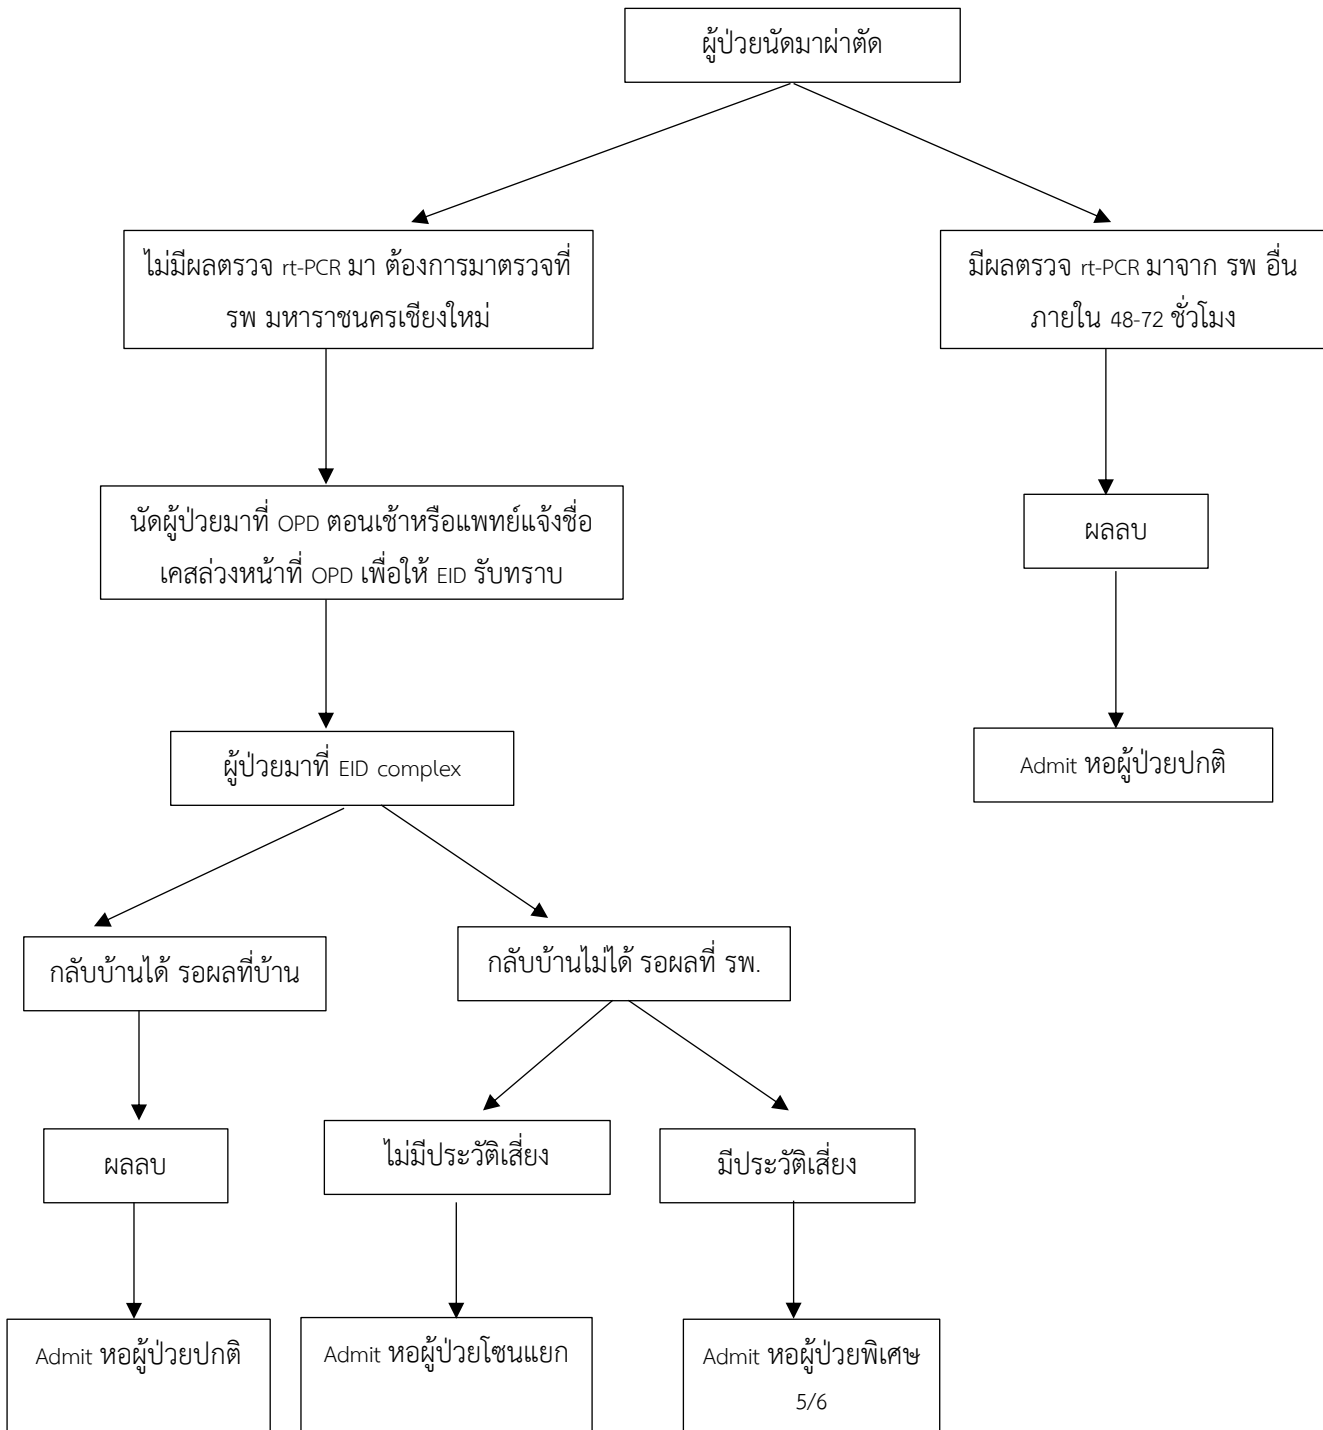 ผู้ป่วยนัดมาผ่าตัด
ไม่มีผลตรวจ rt-PCR มา ต้องการมาตรวจที่
รพ มหาราชนครเชียงใหม่
มีผลตรวจ rt-PCR มาจาก รพ อื่น
ภายใน 48-72 ชั่วโมง
นัดผู้ป่วยมาที่ OPD ตอนเช้าหรือแพทย์แจ้งชื่อ
เคสล่วงหน้าที่ OPD เพื่อให้ EID รับทราบ
ผลลบ
ผู้ป่วยมาที่ EID complex
Admit หอผู้ป่วยปกติ
กลับบ้านได้ รอผลที่บ้าน
กลับบ้านไม่ได้ รอผลที่ รพ.
ผลลบ
ไม่มีประวัติเสี่ยง
มีประวัติเสี่ยง
Admit หอผู้ป่วยปกติ
Admit หอผู้ป่วยโซนแยก
Admit หอผู้ป่วยพิเศษ
5/6